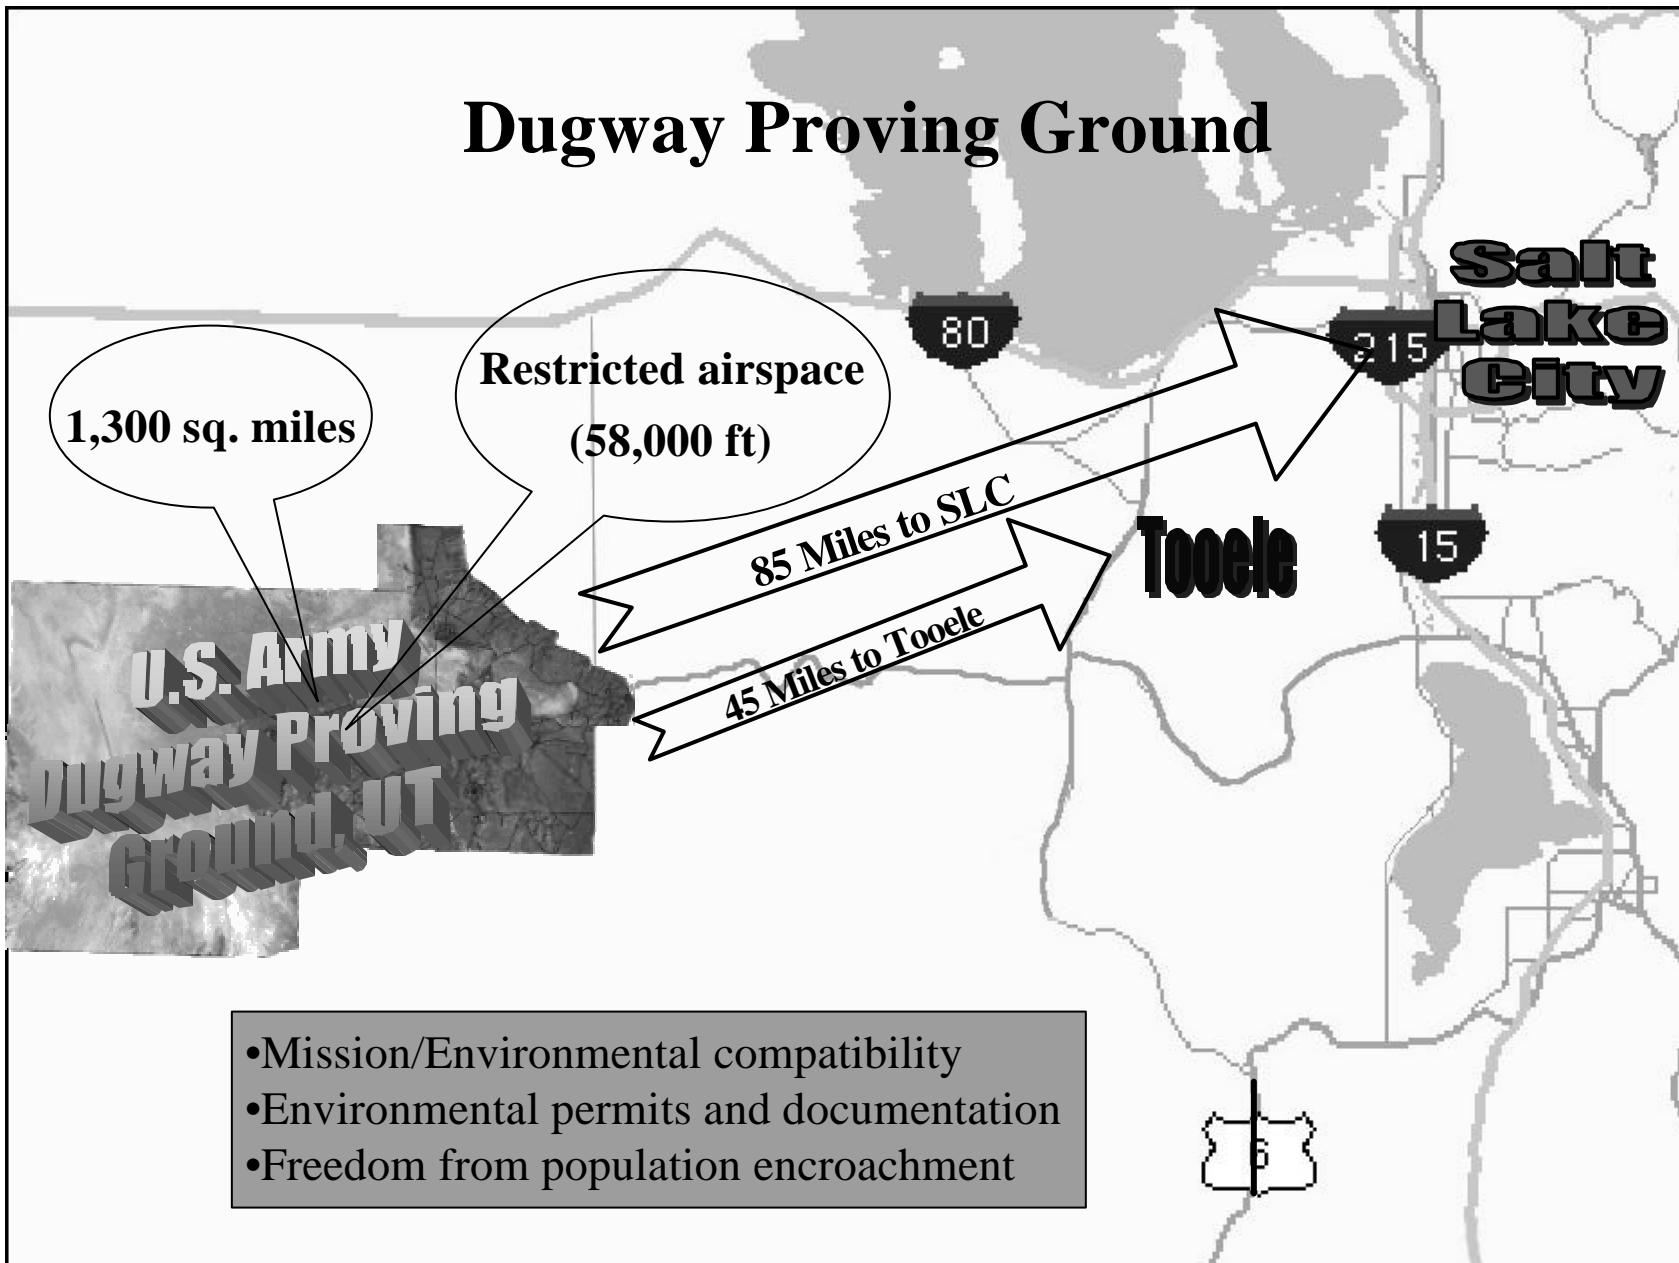 Dugway Proving Ground
Salt
Lake
City
80
215
Restricted airspace
(58,000 ft)
1,300 sq. miles
85 Miles to SLC
Tooele
15
45 Miles to Tooele
U.S. Army
Dugway Proving
Ground, UT
•Mission/Environmental compatibility
•Environmental permits and documentation
•Freedom from population encroachment
6